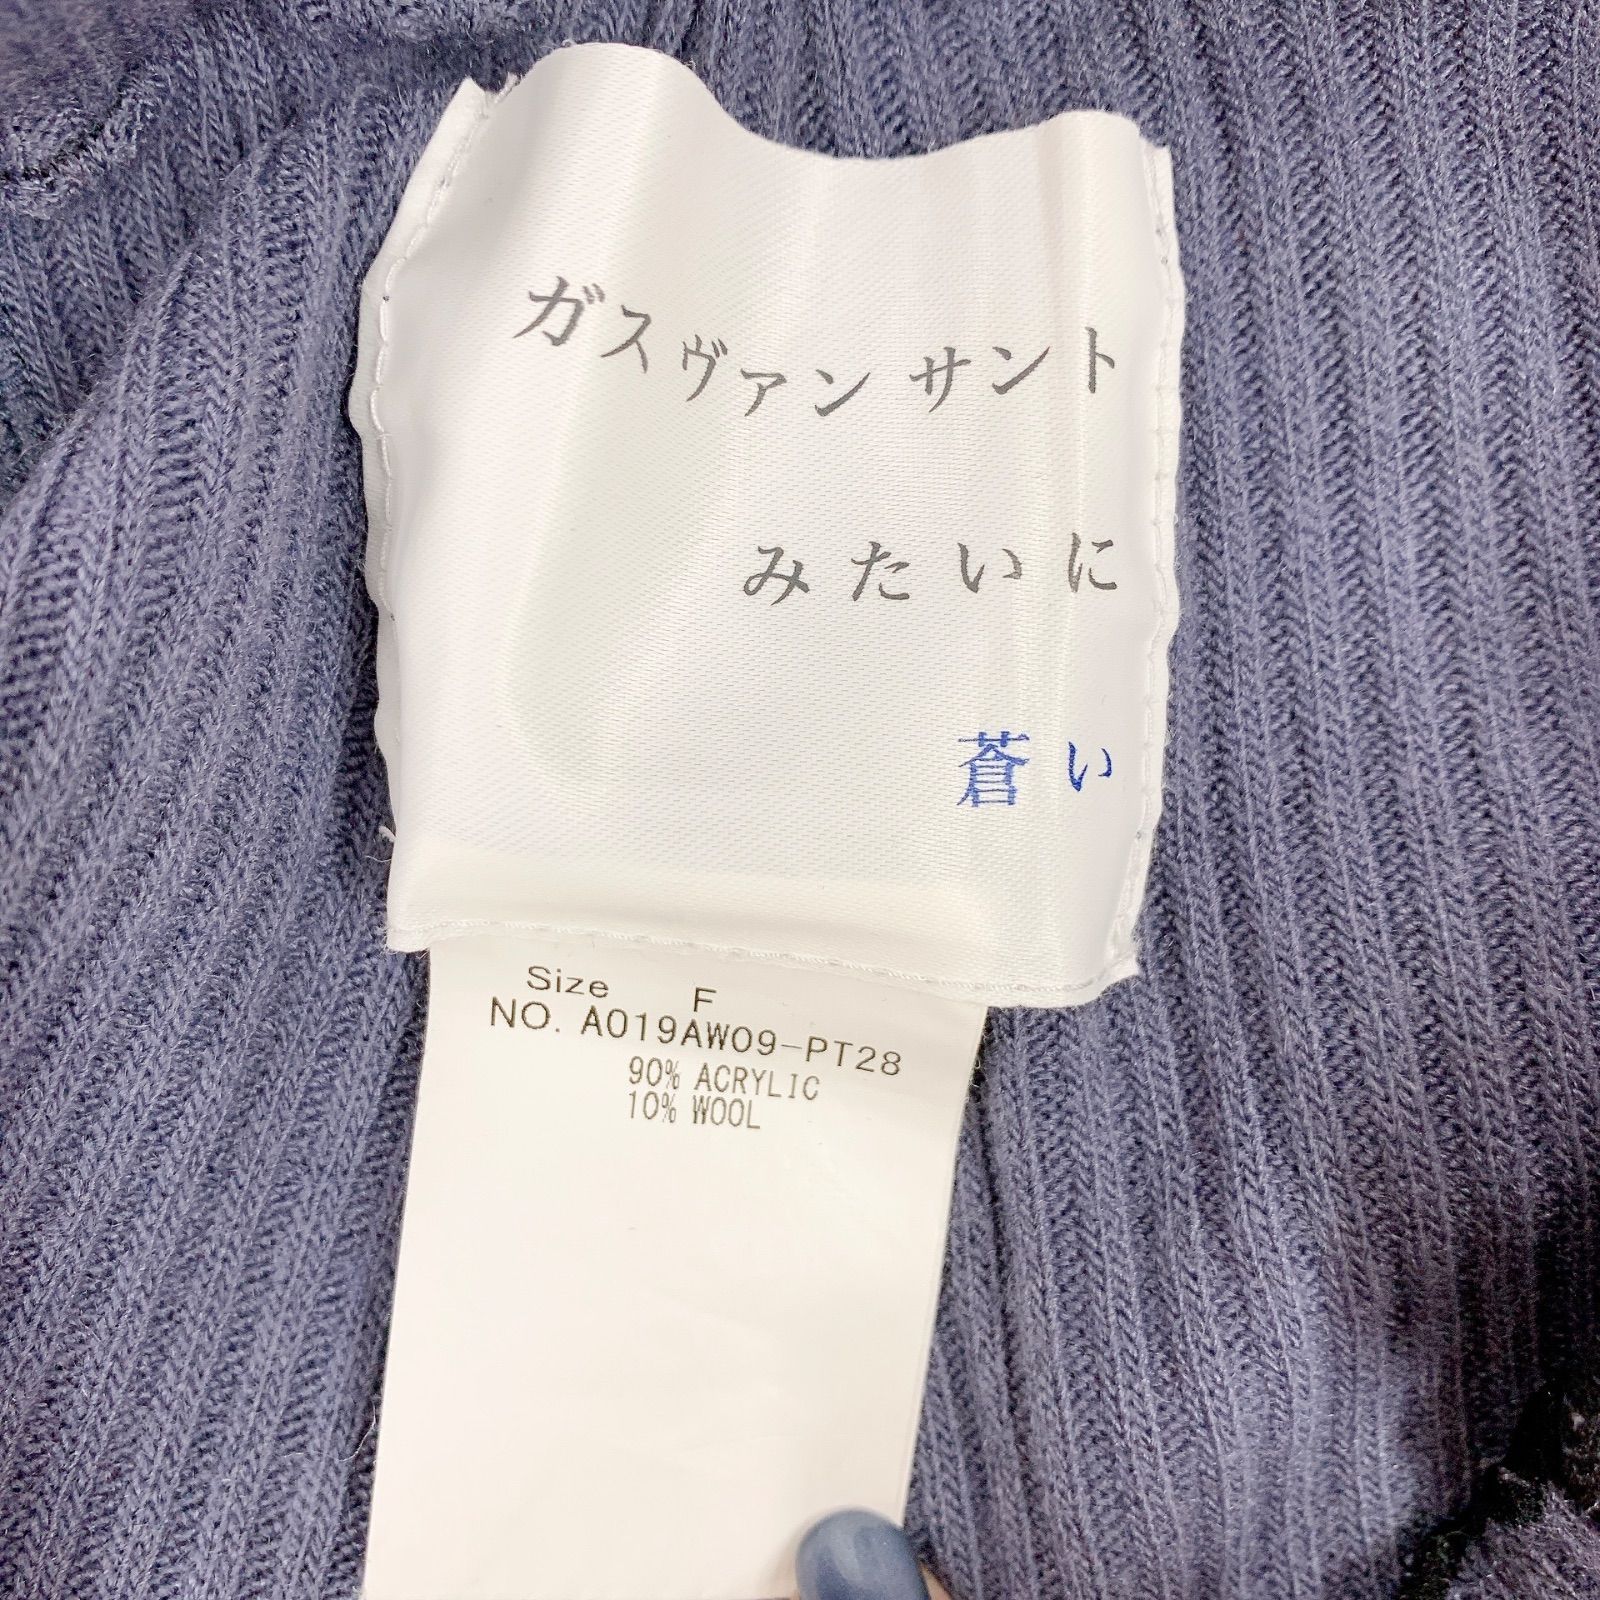 ガスヴァンサント
みたいに
蒼い
Size F
NO. A019AW09-PT28
90% ACRYLIC
10% WOOL